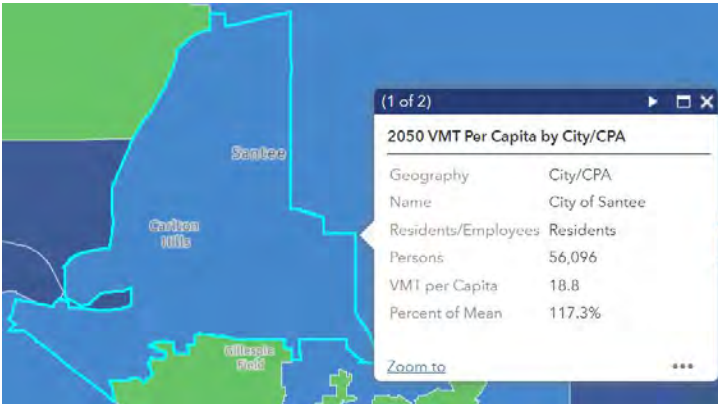 Santee
Carlton
Hills
Gillespie
Field
(1 of 2)
2050 VMT Per Capita by City/CPA
Geography City/CPA
Name City of Santee
Residents/Employees Residents
Persons 56,096
VMT per Capita 18.8
Percent of Mean 117.3%
Zoom to